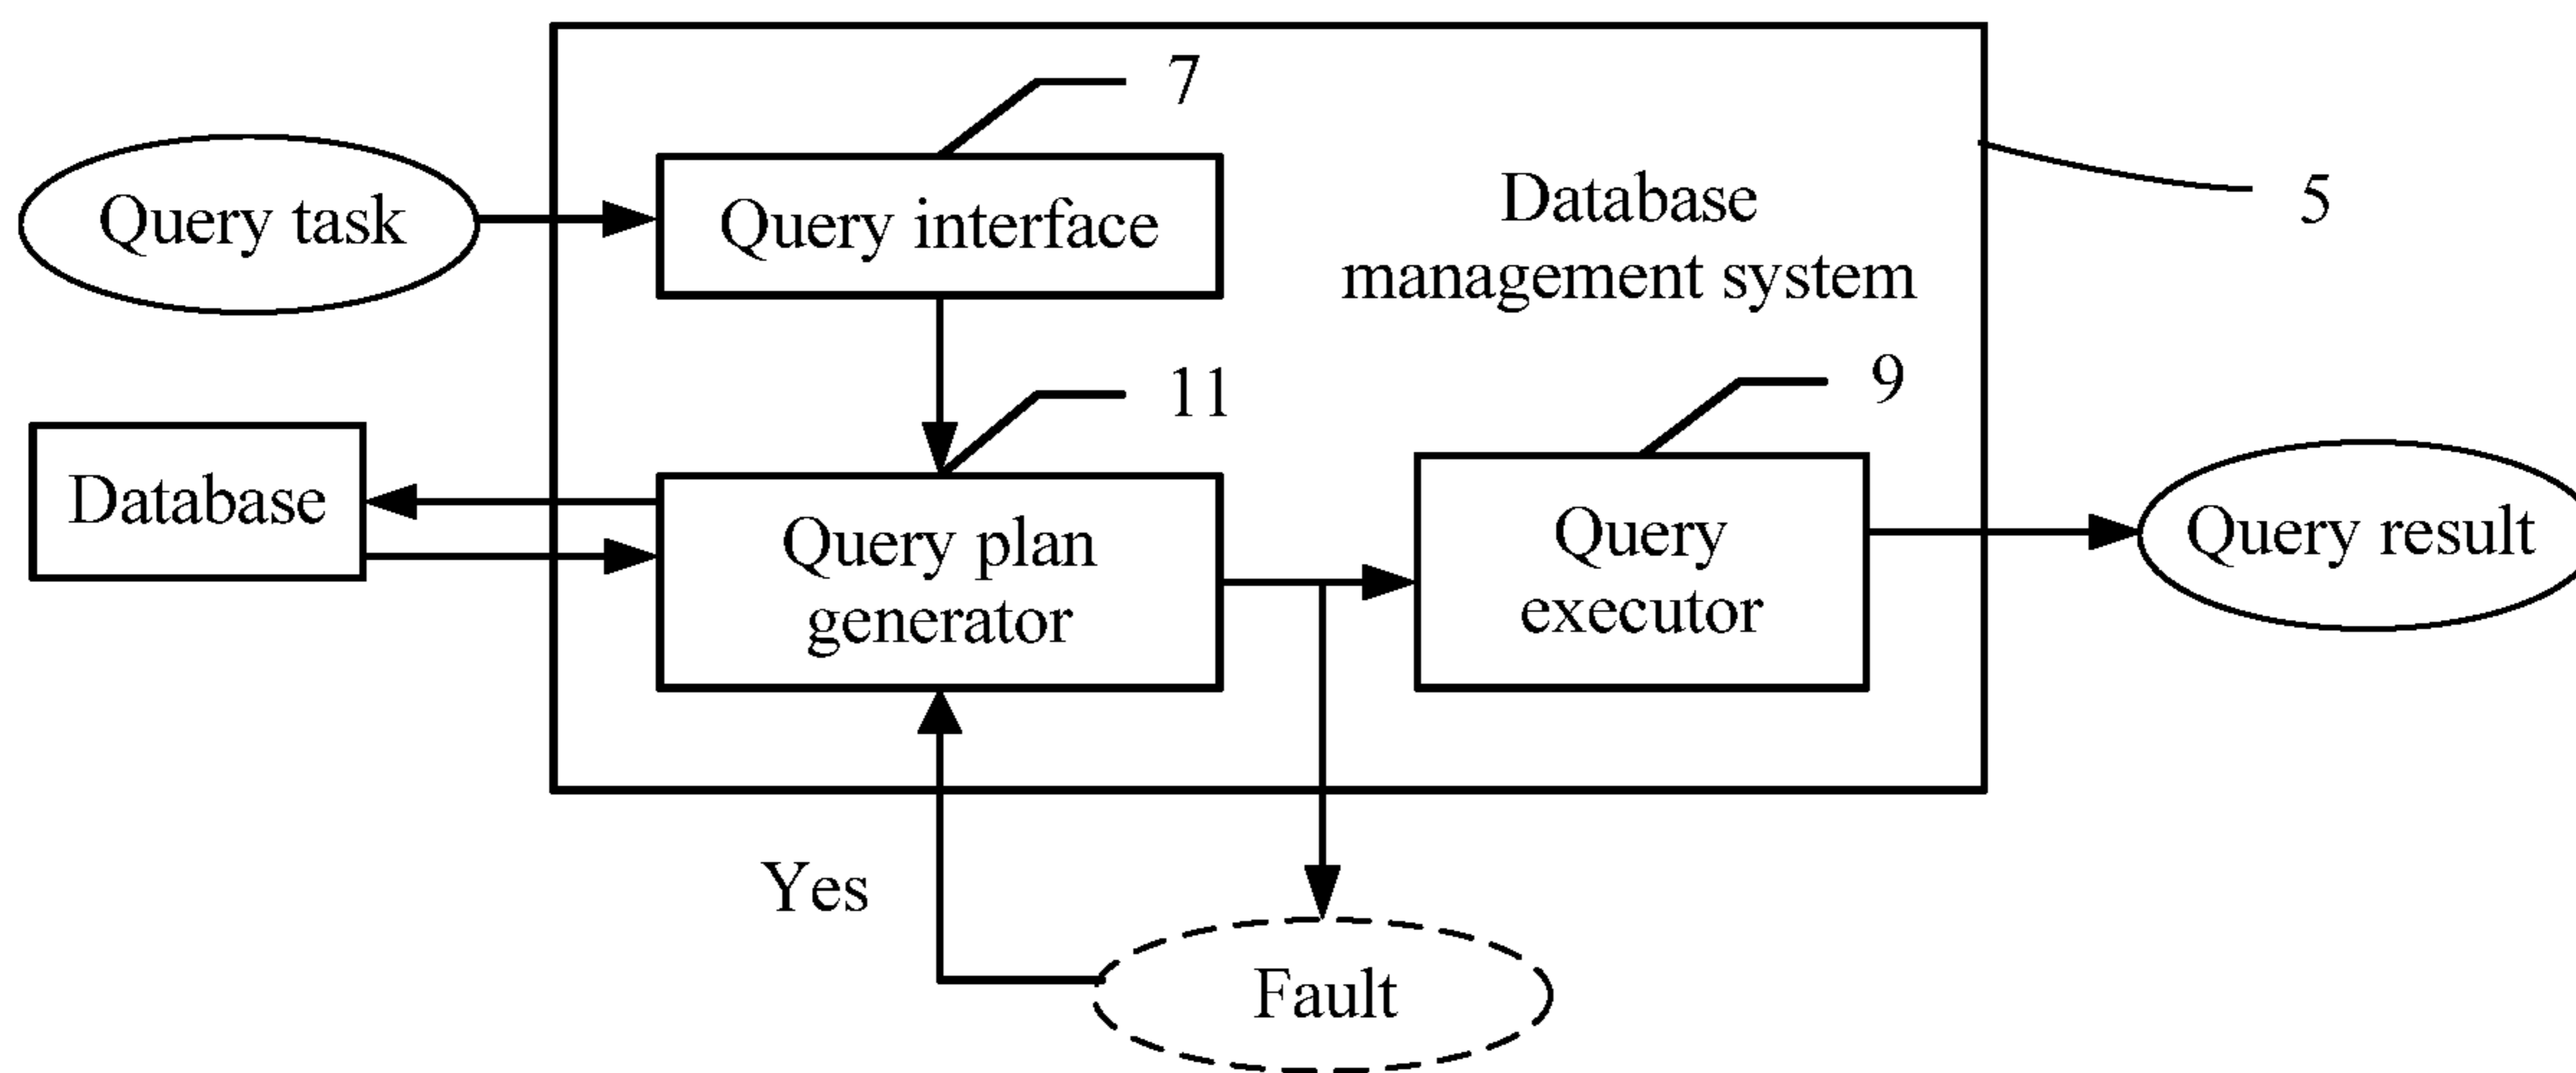 7
Query task
Query interface
Database
management system
5
11
9
Database
Query plan
generator
Query
executor
Query result
Yes
Fault